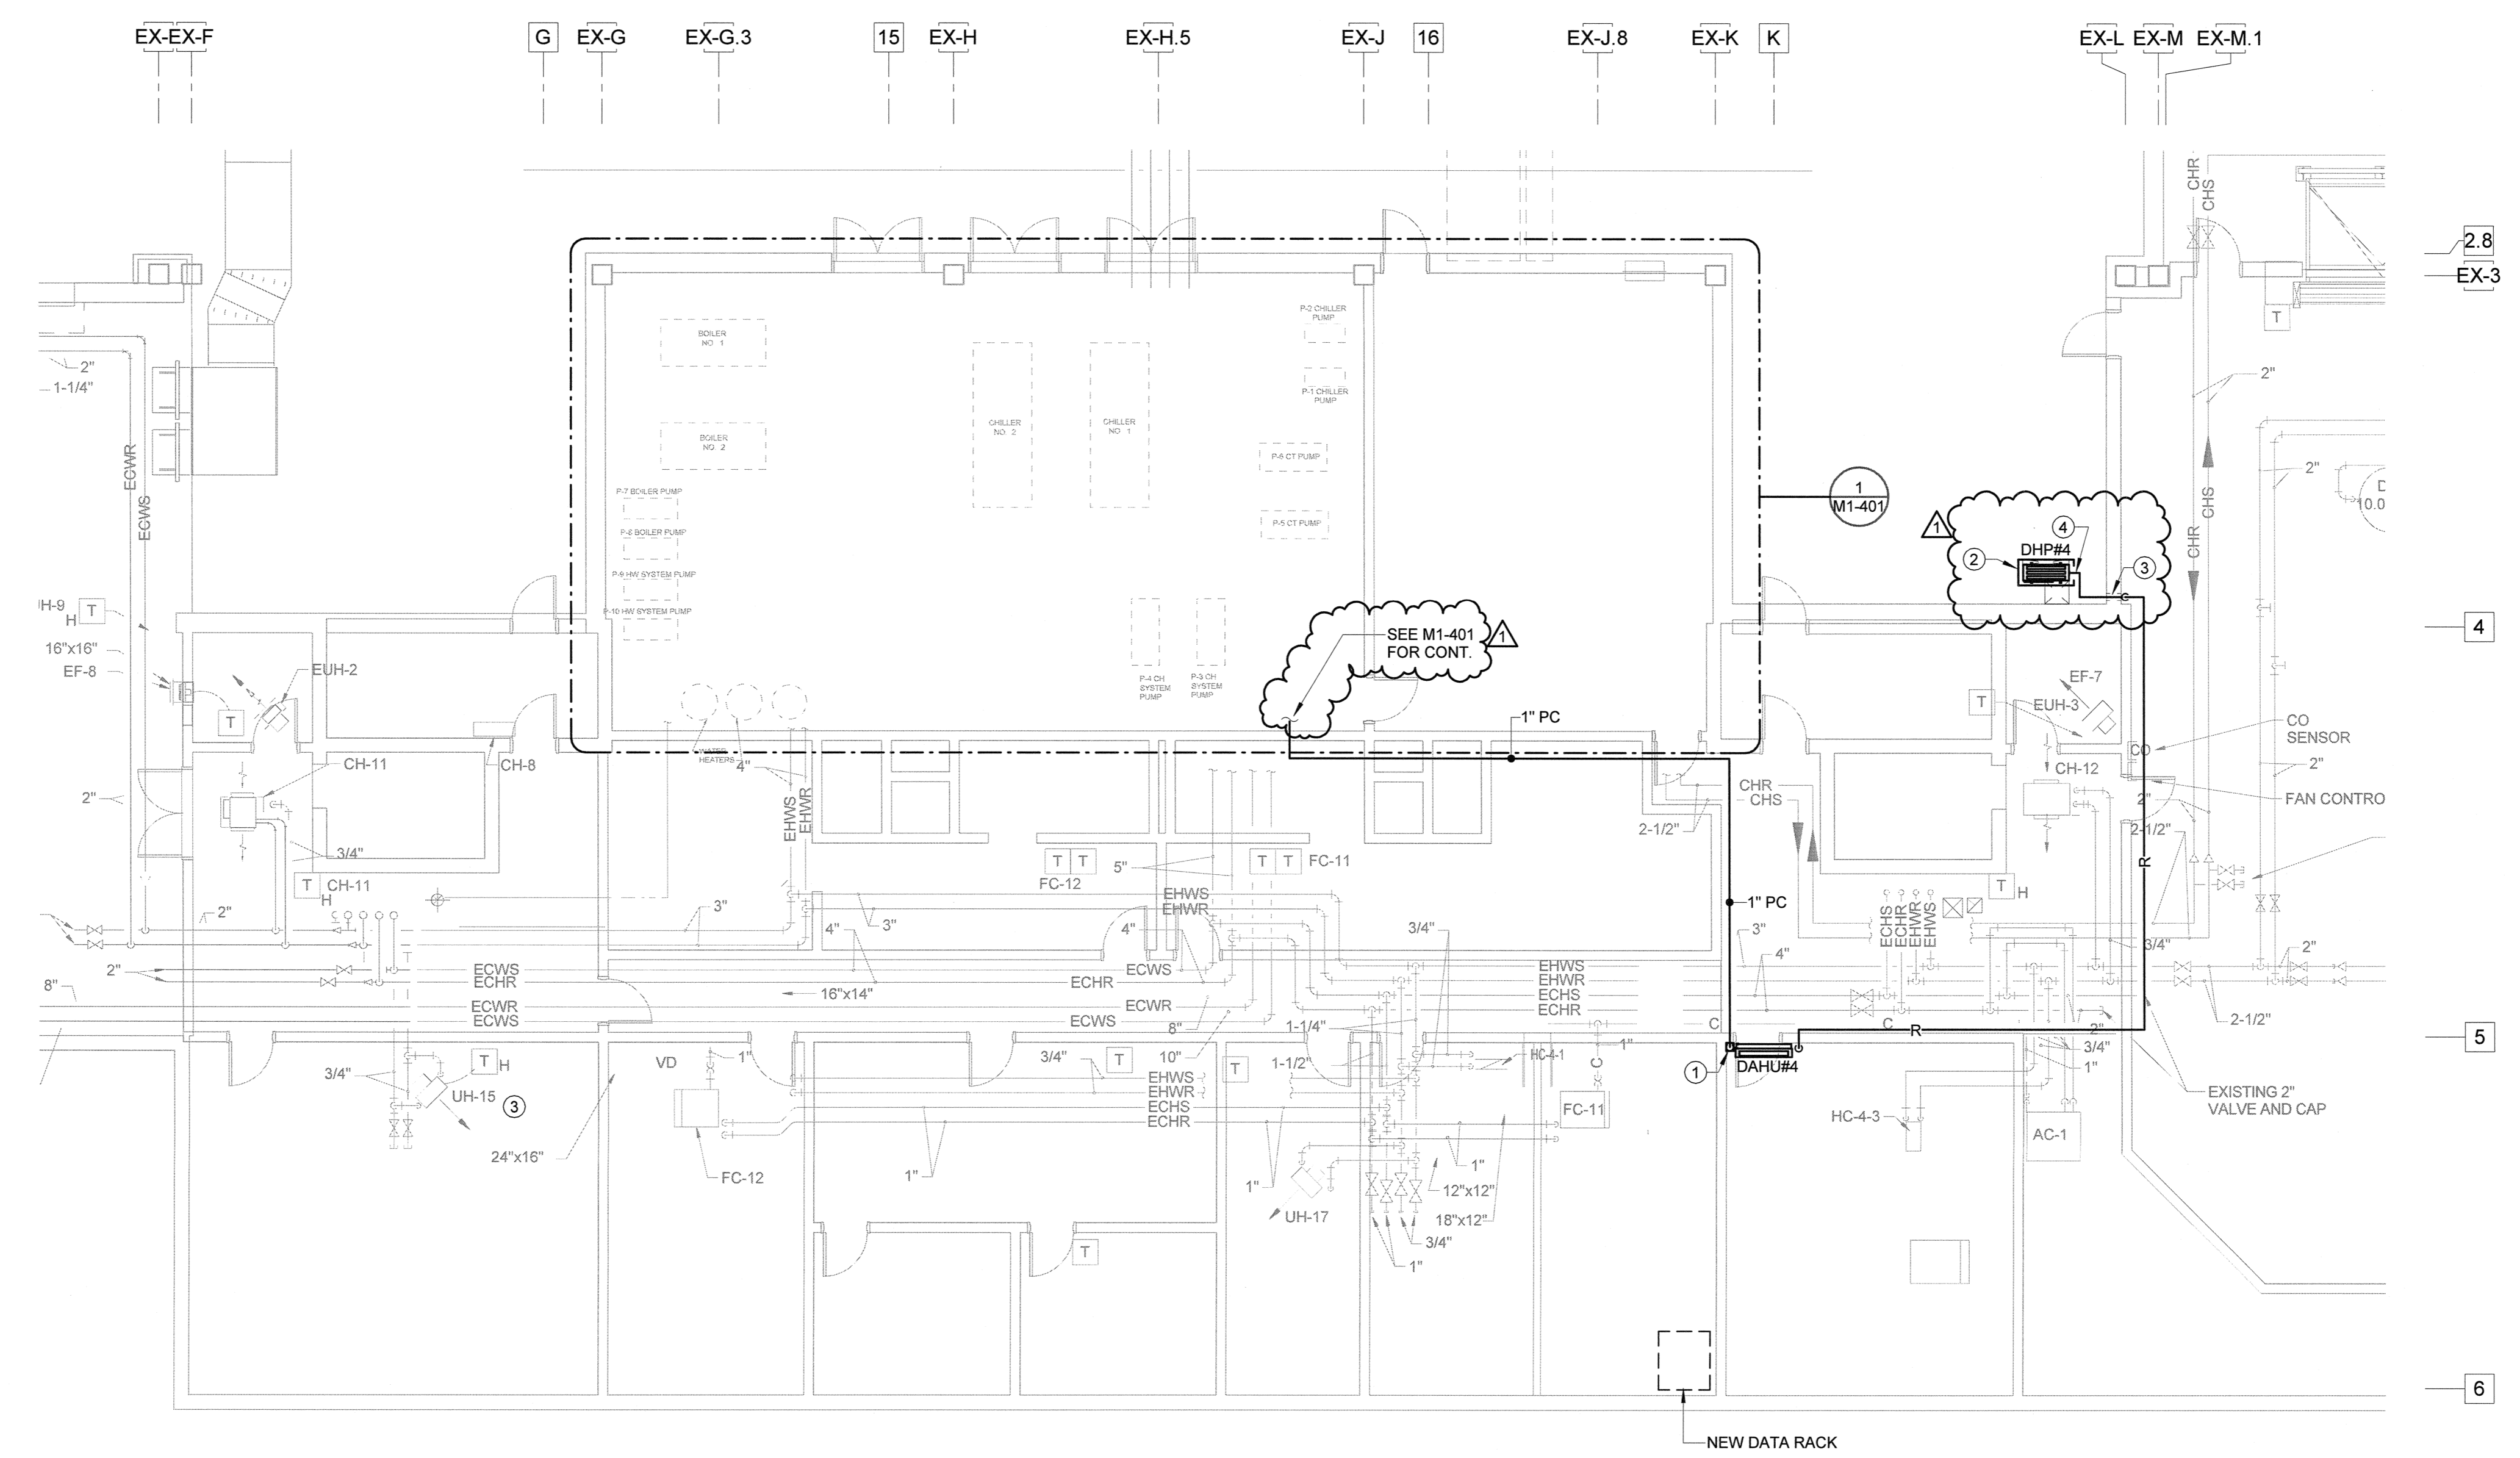 EX-EX-F
G
EX-G
EX-G.3
15
EX-H
EX-H.5
EX-J
16
EX-J.8
EX-K
K
EX-L
EX-M
EX-M.1
2.8
EX-3
4
5
6
CHR
CHS
T
2"
1-1/4"
ECWR
ECWS
BOILER
NO. 1
BOILER
NO. 2
CHILLER
NO. 2
CHILLER
NO. 1
P-2 CHILLER
PUMP
P-1 CHILLER
PUMP
P-6 CT PUMP
P-5 CT PUMP
P-7 BOILER PUMP
P-8 BOILER PUMP
P-9 HW SYSTEM PUMP
P-10 HW SYSTEM PUMP
P-4 CH
SYSTEM
PUMP
P-3 CH
SYSTEM
PUMP
1
M1-401
1
DHP#4
2
4
3
2"
2"
CHR
CHS
10.0
SEE M1-401
FOR CONT.
1
1" PC
T
H
16"x16"
EF-8
EUH-2
T
CH-11
CH-8
WATER
HEATERS
4"
EHWS
EHWR
2"
3/4"
T
H
CH-11
2"
T T
FC-12
5"
T T
FC-11
EHWS
EHWR
3"
3"
4"
4"
3/4"
2"
8"
ECWS
ECHR
ECWR
ECWS
16"x14"
ECWS
ECHR
ECWR
ECWS
8"
10"
EHWS
EHWR
ECHS
ECHR
1-1/4"
1-1/2"
EF-7
EUH-3
T
CO
CO
SENSOR
CH-12
2"
2"
FAN CONTRO
2-1/2"
CHR
CHS
2-1/2"
R
T
H
1" PC
3"
4"
ECHS
ECHR
EHWR
EHWS
3/4"
2"
2-1/2"
C
C
R
2"
3/4"
1"
1
DAHU#4
EXISTING 2"
VALVE AND CAP
HC-4-3
AC-1
3/4"
T
H
UH-15
3
VD
1"
24"x16"
FC-12
3/4"
T
T
EHWS
EHWR
ECHS
ECHR
1"
1"
HC-4-1
C
1"
FC-11
1"
12"x12"
18"x12"
UH-17
3/4"
1"
T
NEW DATA RACK